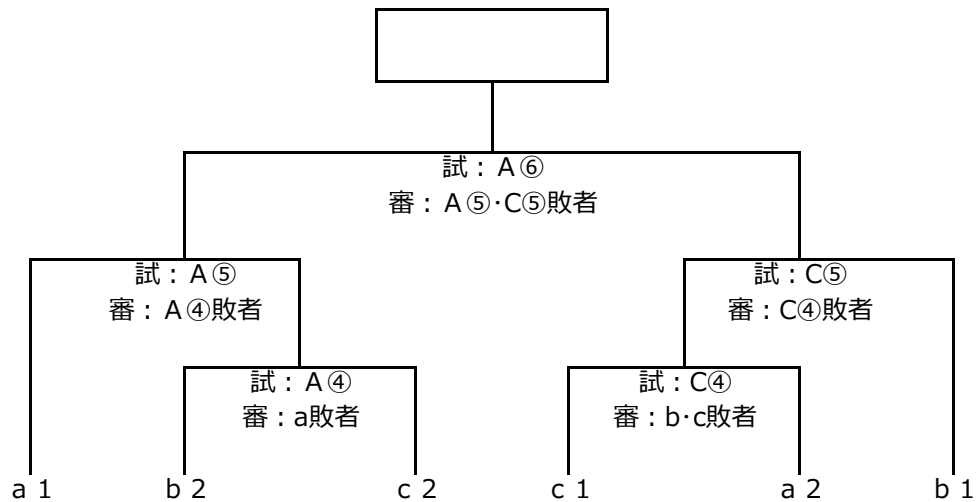 試：A⑥
審：A⑤･C⑤敗者
試：A⑤
審：A④敗者
試：C⑤
審：C④敗者
試：A④
審：a敗者
試：C④
審：b･c敗者
a 1
b 2
c 2
c 1
a 2
b 1